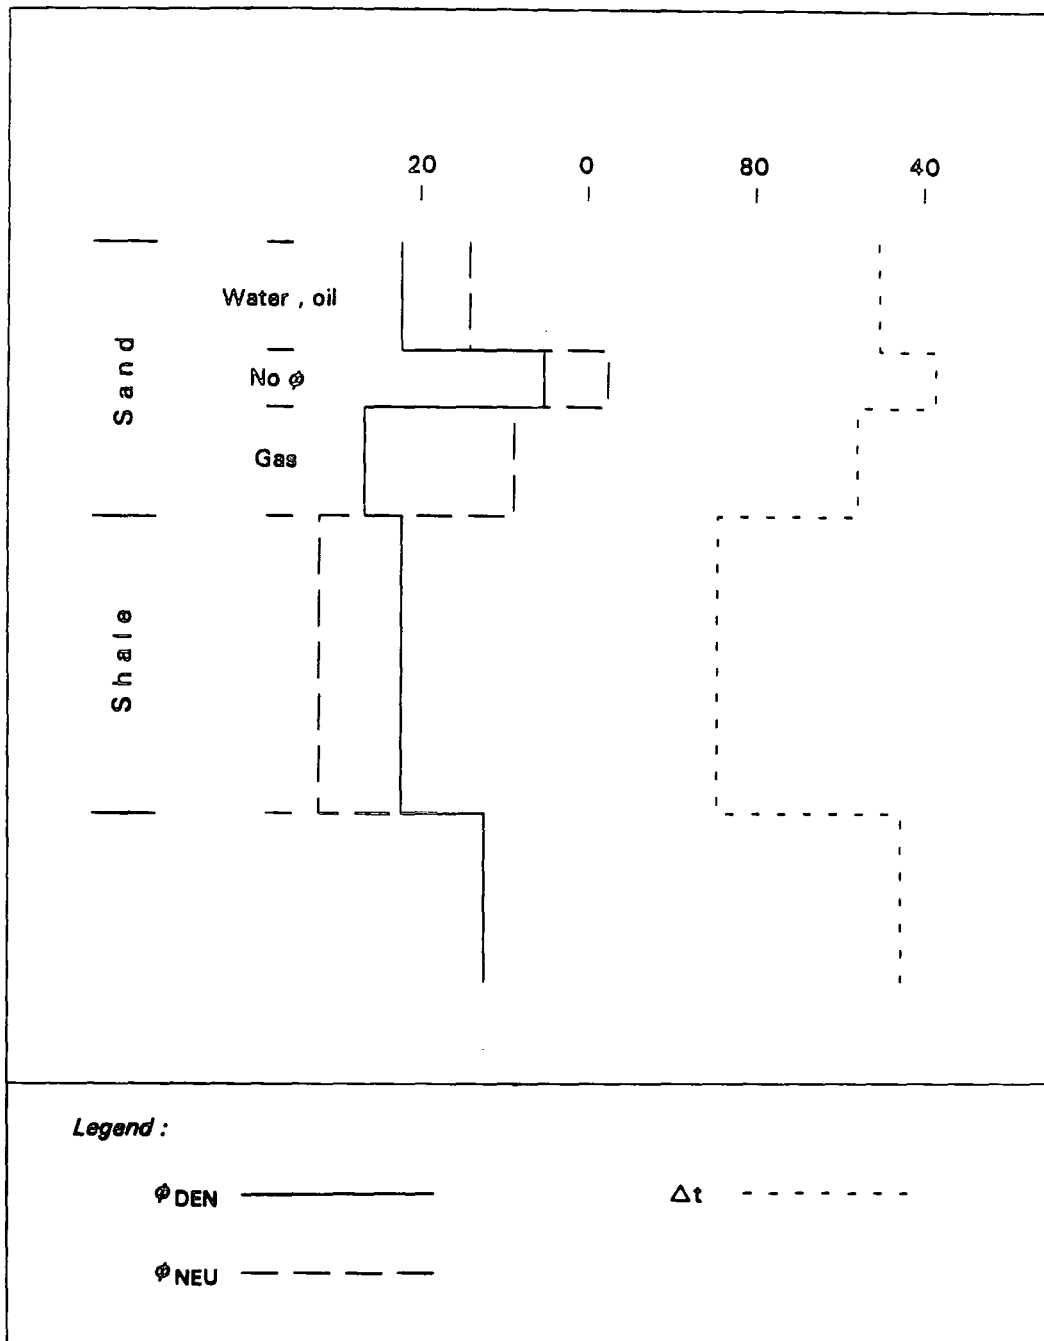 20 0 80 40
Water , oil
Sand
No ϕ
Gas
Shale
Legend :
ϕDEN
Δt
ϕNEU